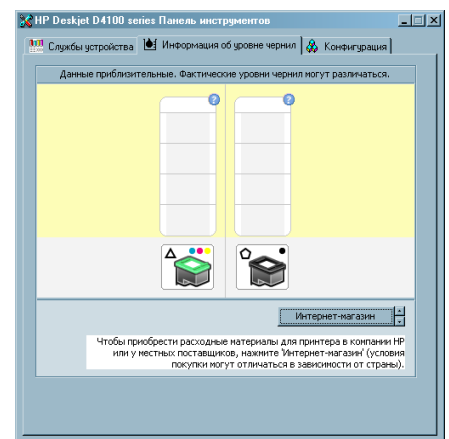 HP Deskjet D4100 series Панель инструментов
Службы устройства Информация об уровне чернил Конфигурация
Данные приблизительные. Фактические уровни чернил могут различаться.
? ?
Интернет-магазин
Чтобы приобрести расходные материалы для принтера в компании HP
или у местных поставщиков, нажмите 'Интернет-магазин' (условия
покупки могут отличаться в зависимости от страны).